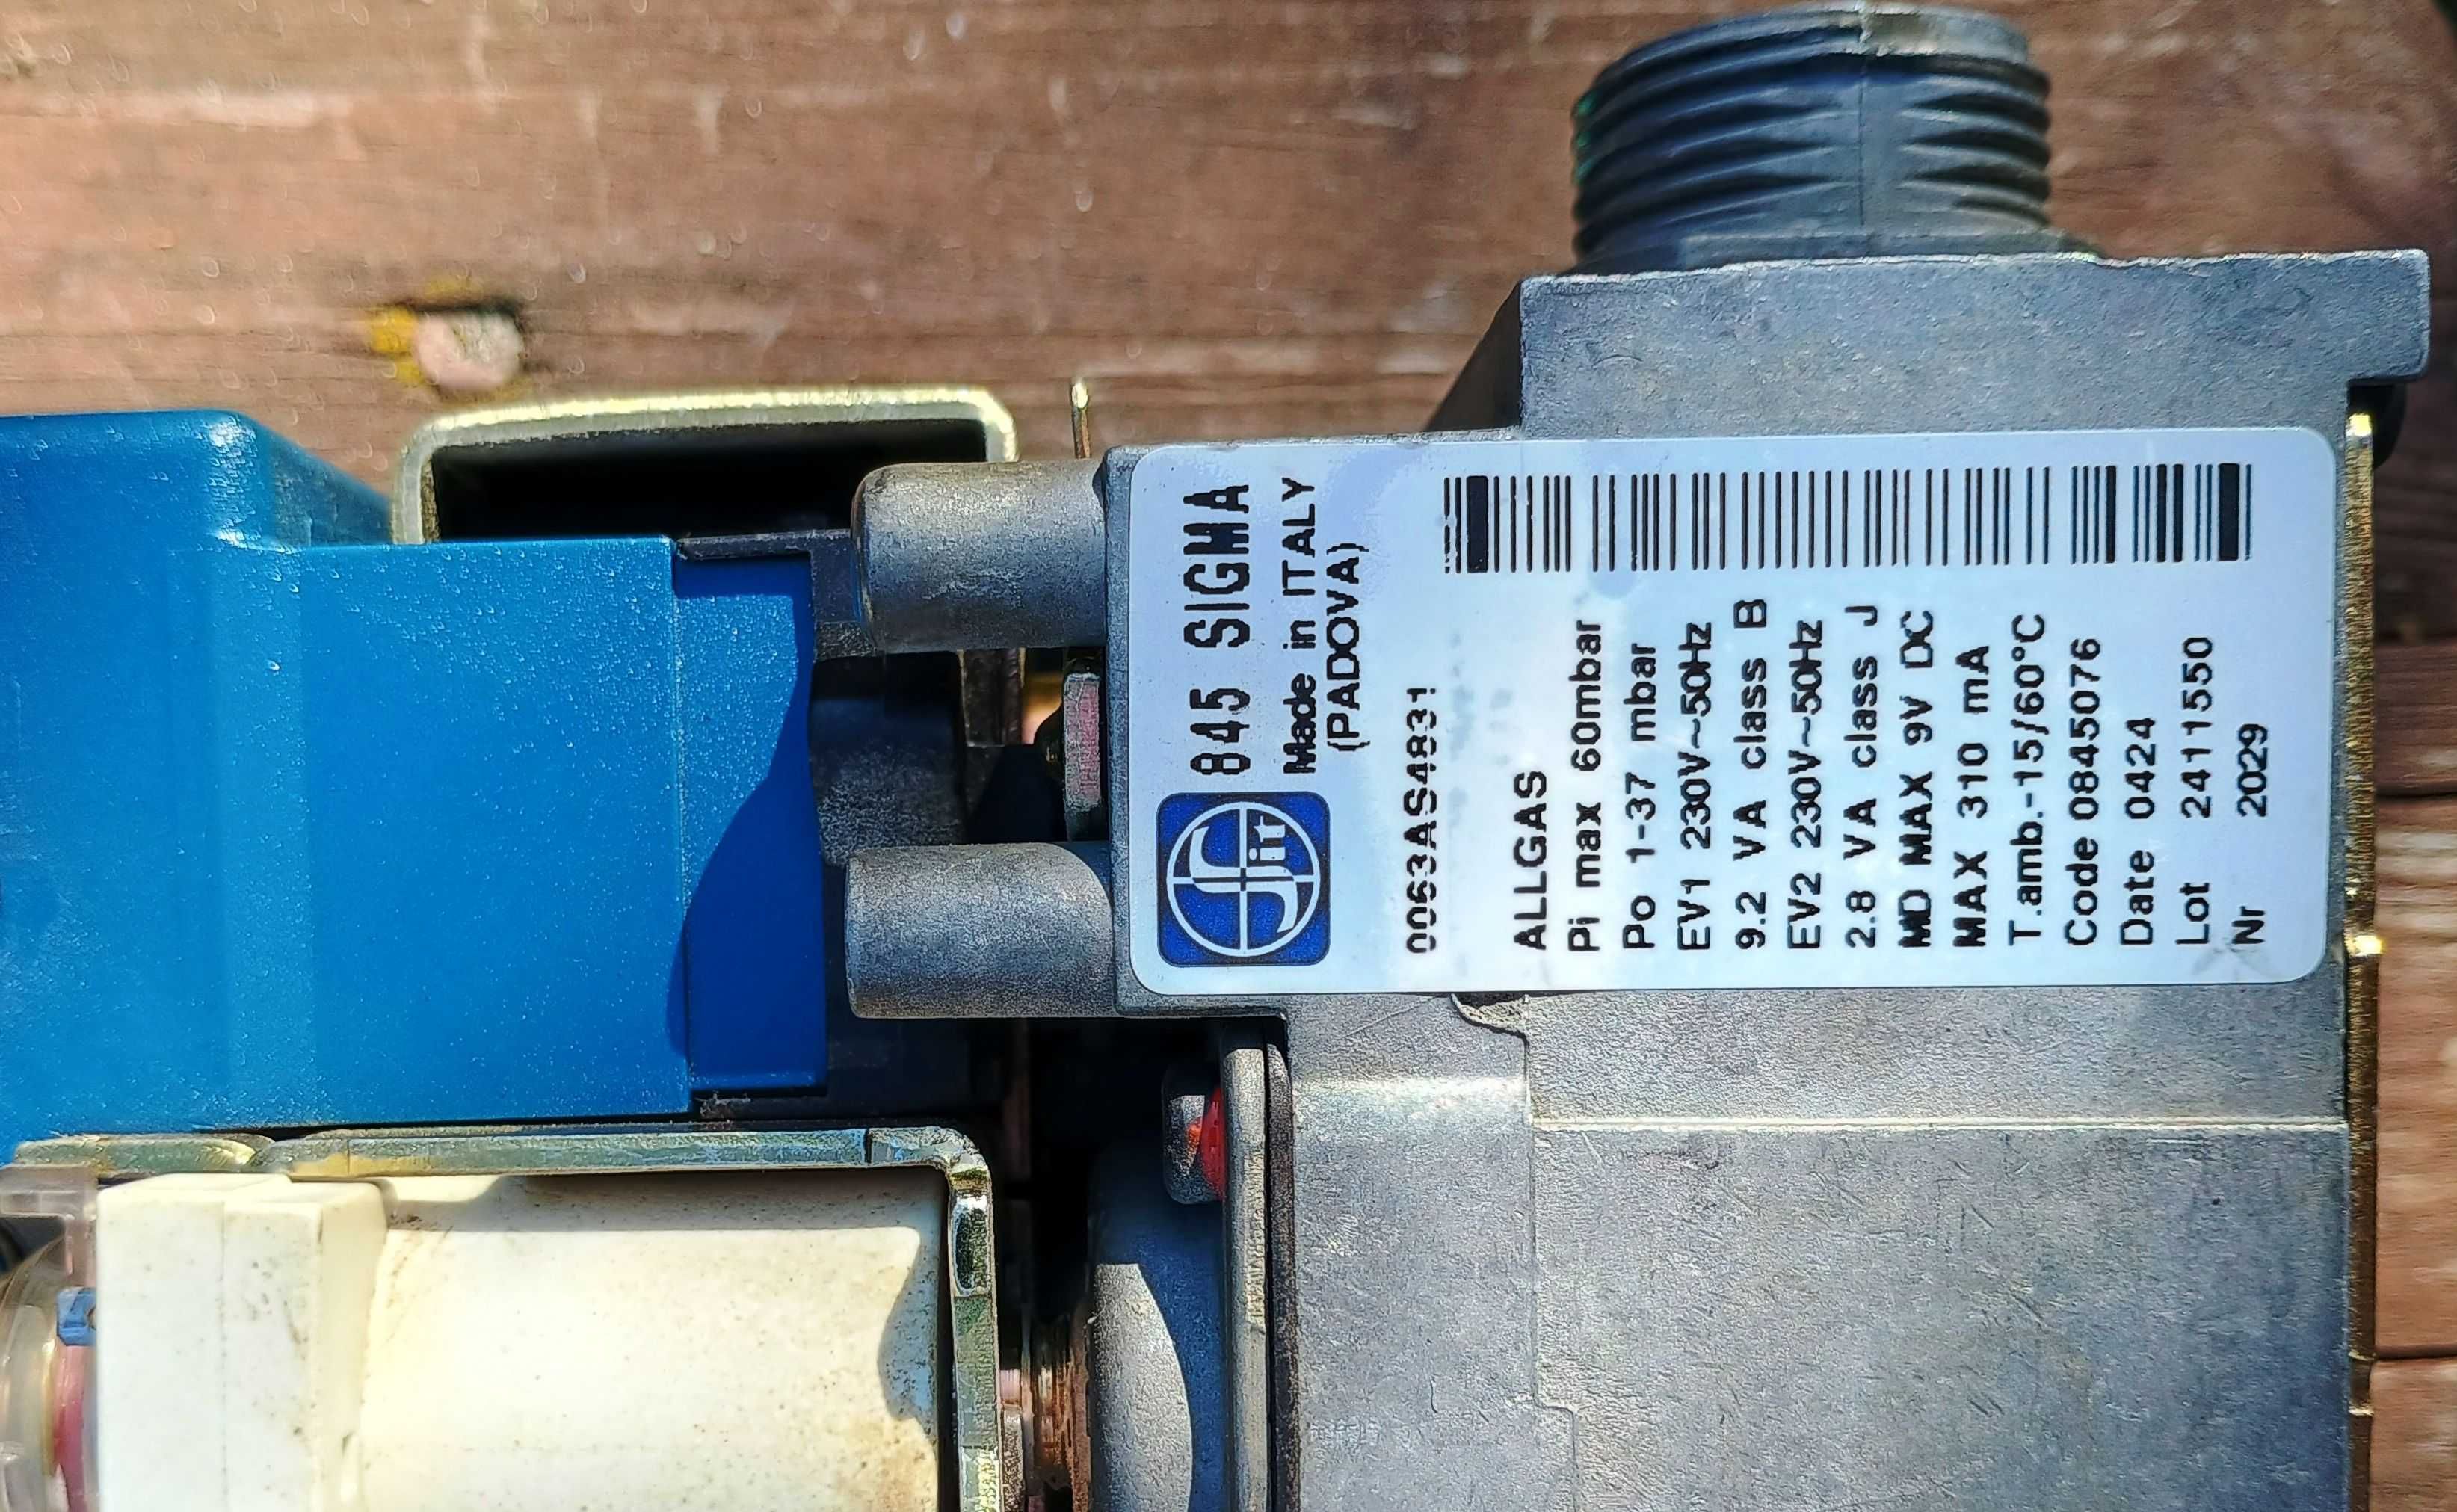 sit
845 SIGMA
Made in ITALY
(PADOVA)
0063AS4831
ALLGAS
Pi max 60mbar
Po 1-37 mbar
EV1 230V~50Hz
9.2 VA class B
EV2 230V~50Hz
2.8 VA class J
MD MAX 9V DC
MAX 310 mA
T.amb.-15/60°C
Code 0845076
Date 0424
Lot 2411550
Nr 2029